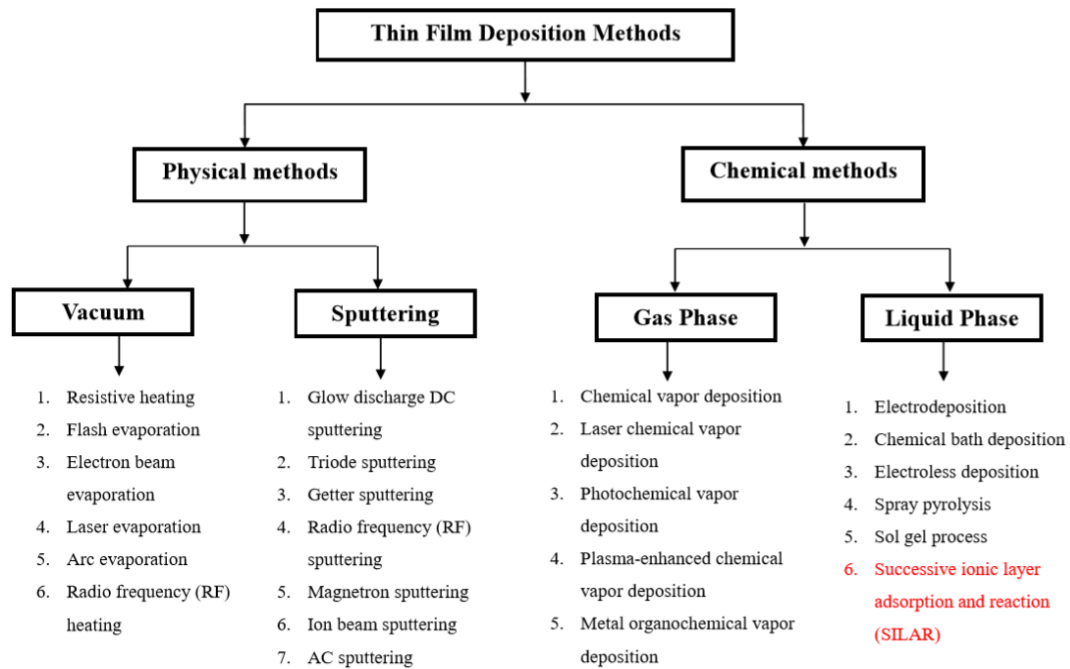 Thin Film Deposition Methods
Physical methods
Chemical methods
Vacuum
Sputtering
Gas Phase
Liquid Phase
1. Resistive heating
2. Flash evaporation
3. Electron beam
evaporation
4. Laser evaporation
5. Arc evaporation
6. Radio frequency (RF)
heating
1. Glow discharge DC
sputtering
2. Triode sputtering
3. Getter sputtering
4. Radio frequency (RF)
sputtering
5. Magnetron sputtering
6. Ion beam sputtering
7. AC sputtering
1. Chemical vapor deposition
2. Laser chemical vapor
deposition
3. Photochemical vapor
deposition
4. Plasma-enhanced chemical
vapor deposition
5. Metal organochemical vapor
deposition
1. Electrodeposition
2. Chemical bath deposition
3. Electroless deposition
4. Spray pyrolysis
5. Sol gel process
6. Successive ionic layer
adsorption and reaction
(SILAR)